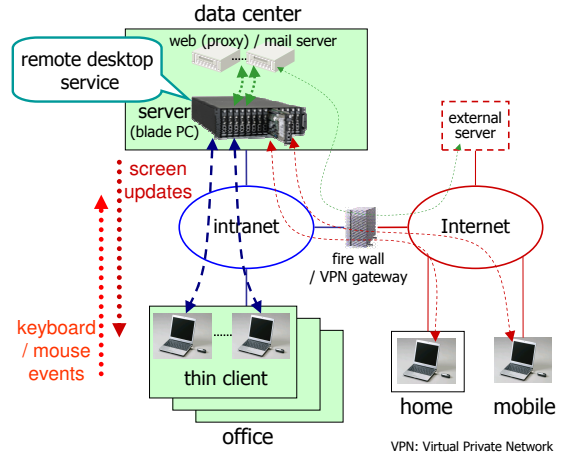 data center
web (proxy) / mail server
remote desktop
service
server
(blade PC)
external
server
screen
updates
intranet
Internet
fire wall
/ VPN gateway
keyboard
/ mouse
events
thin client
office
home
mobile
VPN: Virtual Private Network